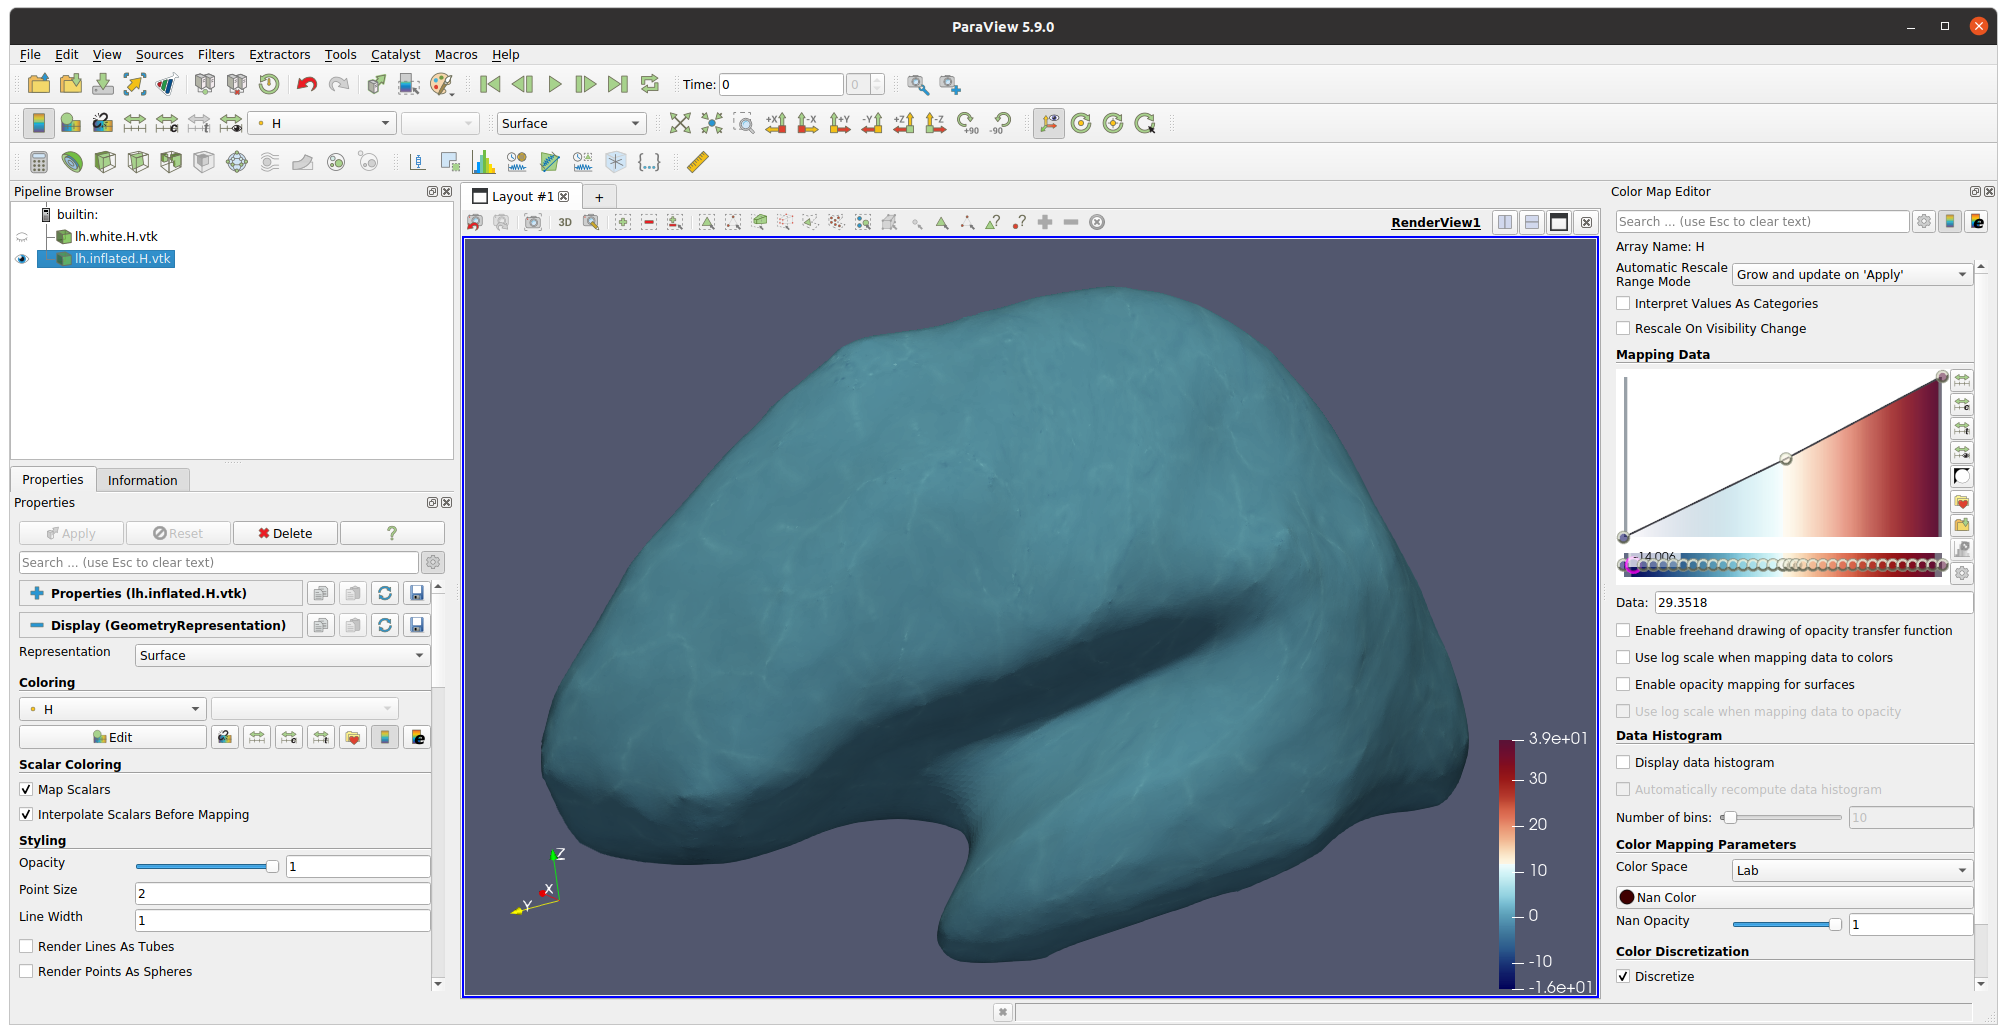 ParaView 5.9.0
File Edit View Sources Filters Extractors Tools Catalyst Macros Help
Time: 0 0
H Surface +X -X +Y -Y +Z -Z +90 -90
Pipeline Browser
builtin:
lh.white.H.vtk
lh.inflated.H.vtk
Properties Information
Properties
Apply Reset Delete ?
Search ... (use Esc to clear text)
Properties (lh.inflated.H.vtk)
Display (GeometryRepresentation)
Representation Surface
Coloring
H
Edit
Scalar Coloring
Map Scalars
Interpolate Scalars Before Mapping
Styling
Opacity 1
Point Size 2
Line Width 1
Render Lines As Tubes
Render Points As Spheres
Layout #1 +
3D RenderView1
3.9e+01
30
20
10
0
-10
-1.6e+01
Z
X
Y
Color Map Editor
Search ... (use Esc to clear text)
Array Name: H
Automatic Rescale Range Mode Grow and update on 'Apply'
Interpret Values As Categories
Rescale On Visibility Change
Mapping Data
-14.006
Data: 29.3518
Enable freehand drawing of opacity transfer function
Use log scale when mapping data to colors
Enable opacity mapping for surfaces
Use log scale when mapping data to opacity
Data Histogram
Display data histogram
Automatically recompute data histogram
Number of bins: 10
Color Mapping Parameters
Color Space Lab
Nan Color
Nan Opacity 1
Color Discretization
Discretize